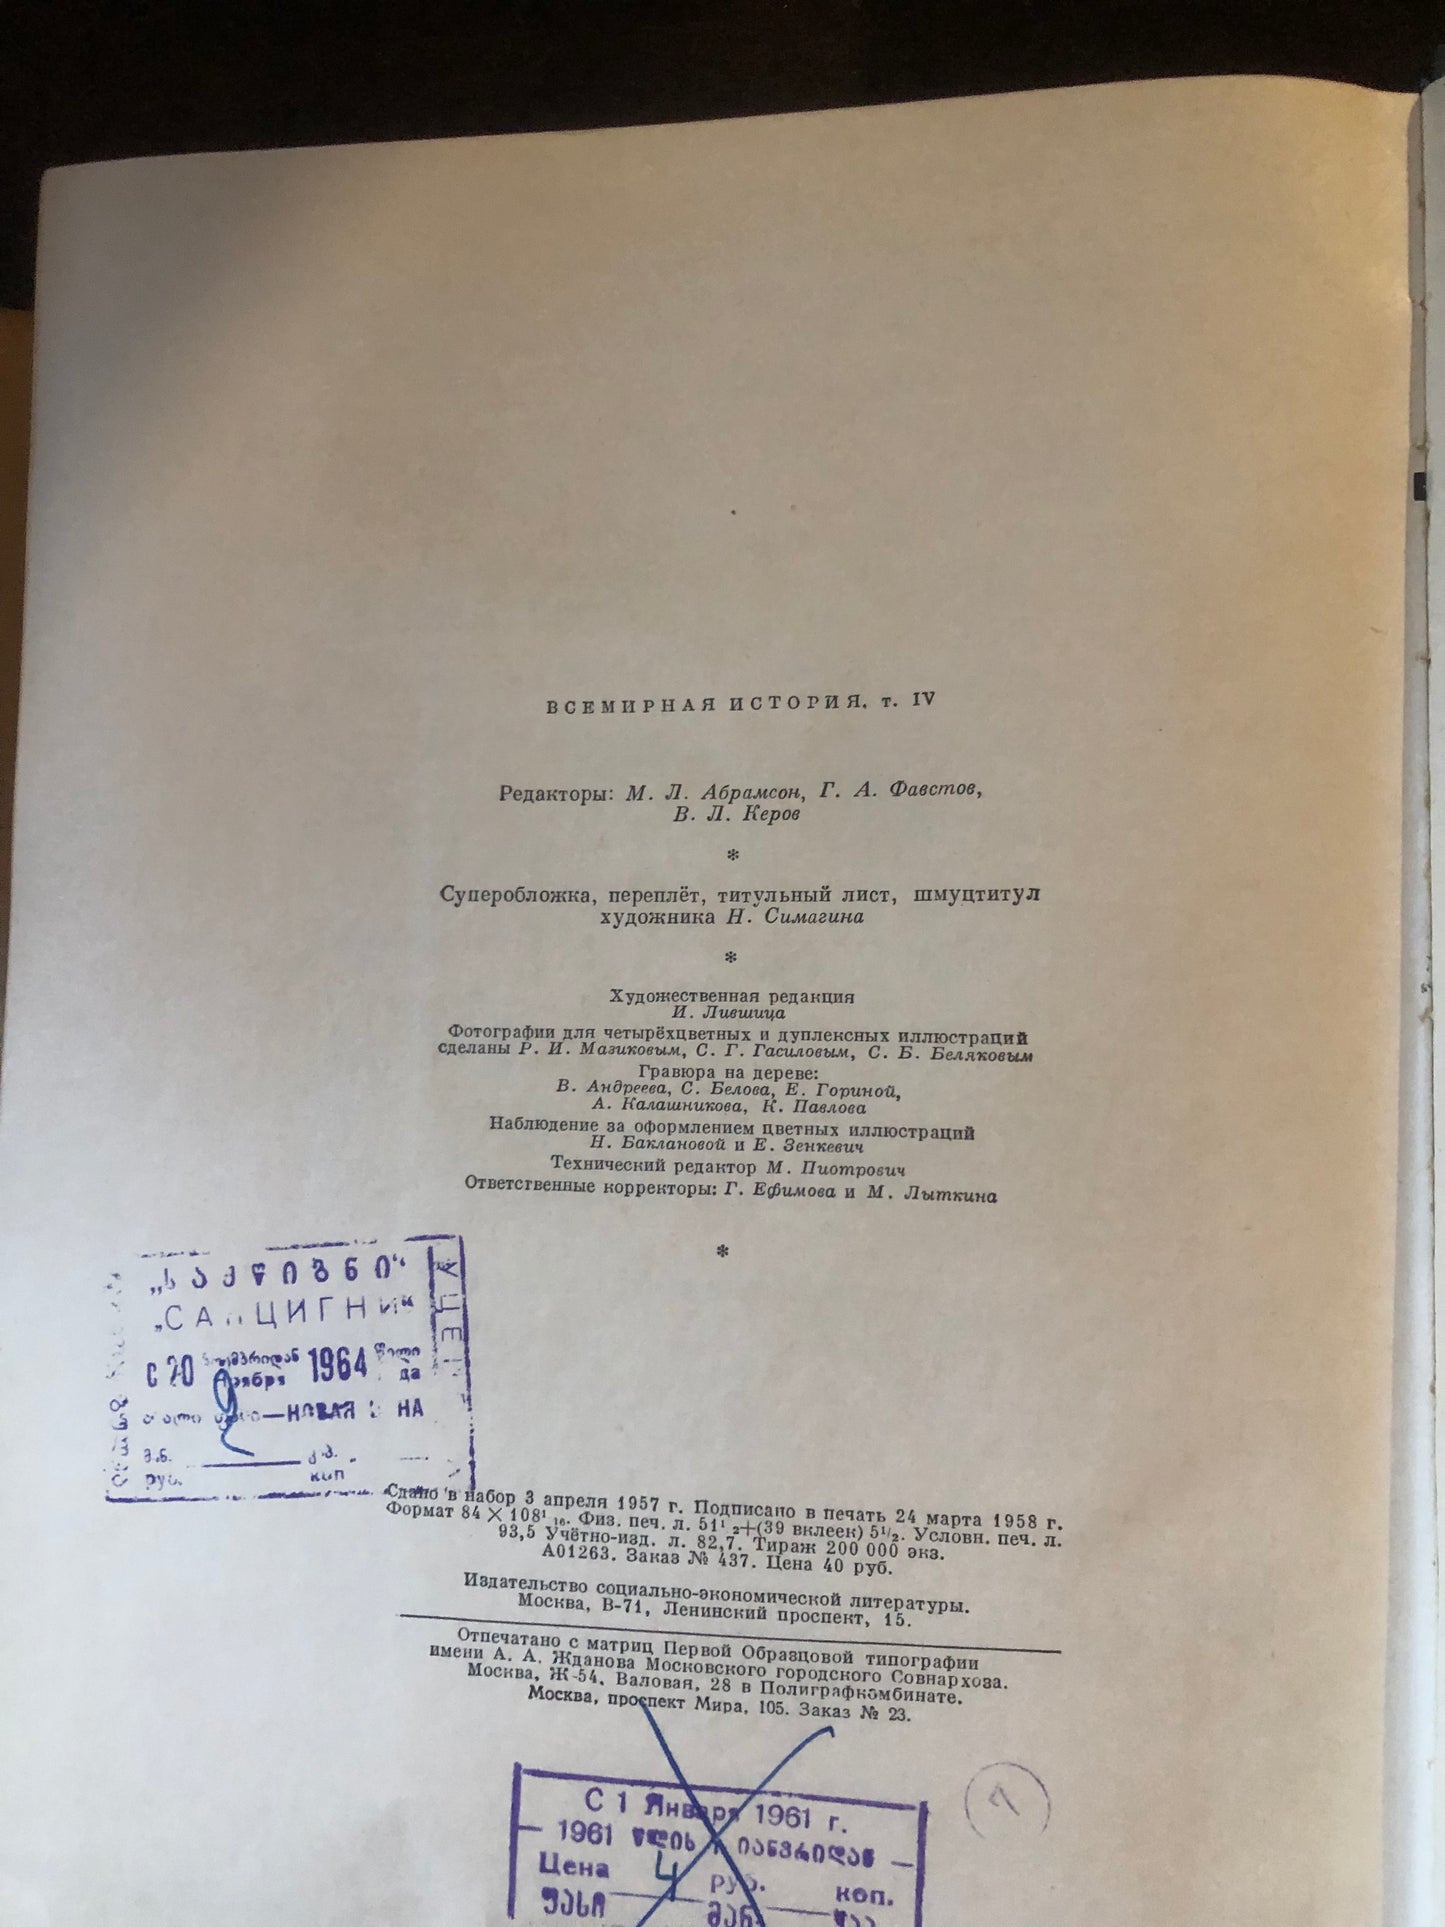 ВСЕМИРНАЯ ИСТОРИЯ. т. IV
Редакторы: М. Л. Абрамсон, Г. А. Фавстов,
В. Л. Керов
*
Суперобложка, переплёт, титульный лист, шмуцтитул
художника Н. Симагина
*
Художественная редакция
И. Лившица
Фотографии для четырёхцветных и дуплексных иллюстраций
сделаны Р. И. Мазиковым, С. Г. Гасиловым, С. Б. Беляковым
Гравюра на дереве:
В. Андреева, С. Белова, Е. Гориной,
А. Калашникова, К. Павлова
Наблюдение за оформлением цветных иллюстраций
Н. Баклановой и Е. Зенкевич
Технический редактор М. Пиотрович
Ответственные корректоры: Г. Ефимова и М. Лыткина
*
„საქწიგნი“
С 20 1964 წელი
ноября да
—НОВАЯ
მ.ნ. კ.პ.
руб. коп
Сдано в набор 3 апреля 1957 г. Подписано в печать 24 марта 1958 г.
Формат 84 × 108¹/₁₆. Физ. печ. л. 51¹/₂+(39 вклеек) 5¹/₂. Условн. печ. л.
93,5 Учётно-изд. л. 82,7. Тираж 200 000 экз.
А01263. Заказ № 437. Цена 40 руб.
Издательство социально-экономической литературы.
Москва, В-71, Ленинский проспект, 15.
Отпечатано с матриц Первой Образцовой типографии
имени А. А. Жданова Московского городского Совнархоза.
Москва, Ж-54, Валовая, 28 в Полиграфкомбинате.
Москва, проспект Мира, 105. Заказ № 23.
С 1 Января 1961 г.
1961 წლის 1 იანვრიდან
Цена 4 руб. коп.
ფასი მან.